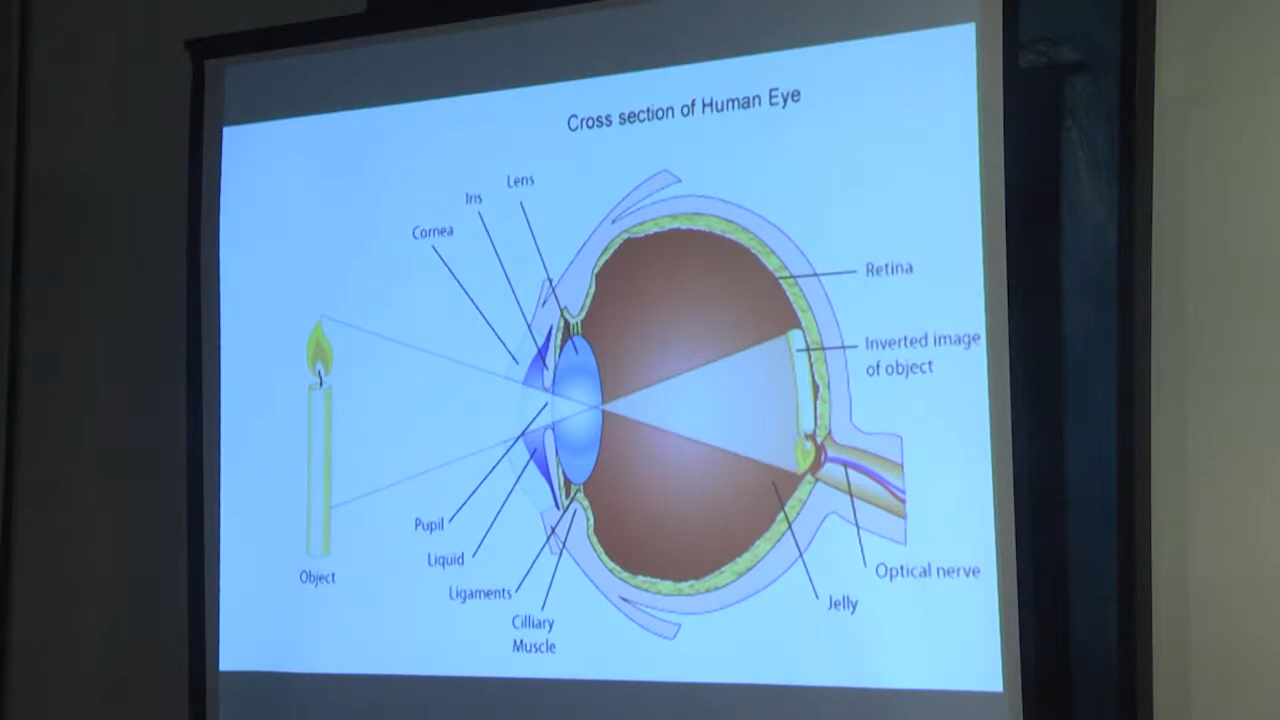 Cross section of Human Eye
Lens
Iris
Cornea
Retina
Inverted image
of object
Pupil
Liquid
Object
Ligaments
Cilliary
Muscle
Optical nerve
Jelly